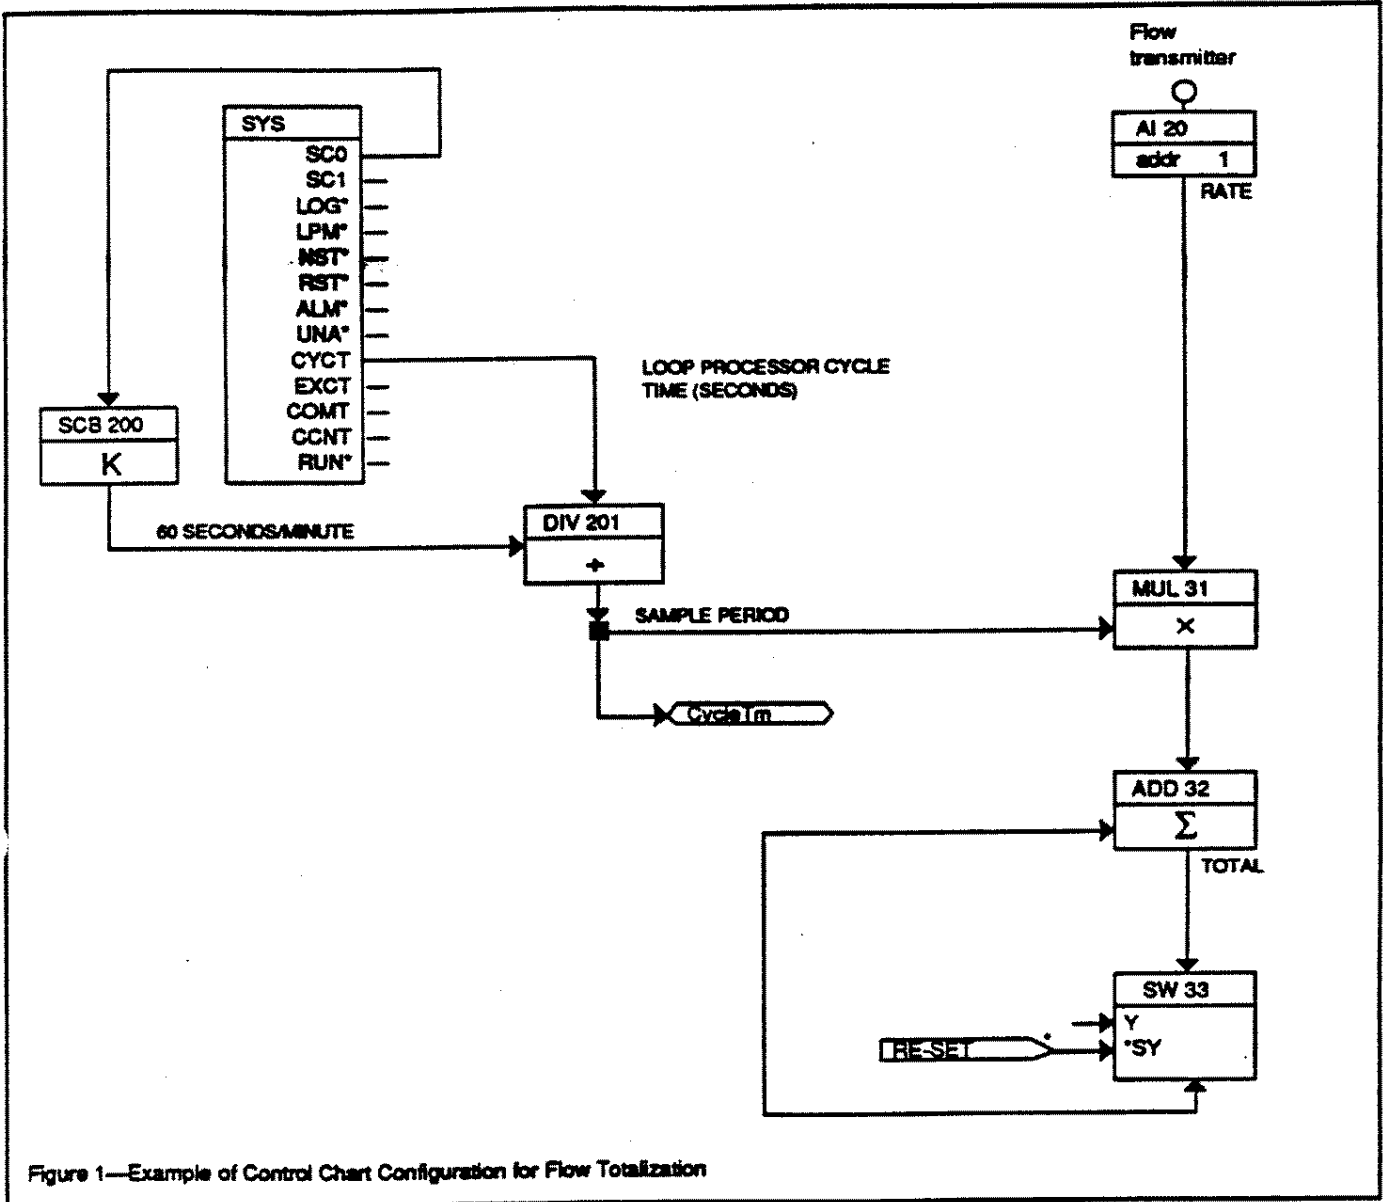 Flow
transmitter
AI 20
addr 1
RATE
SYS
SC0
SC1
LOG*
LPM*
NST*
RST*
ALM*
UNA*
CYCT
EXCT
COMT
CCNT
RUN*
LOOP PROCESSOR CYCLE
TIME (SECONDS)
SCB 200
K
60 SECONDS/MINUTE
DIV 201
÷
SAMPLE PERIOD
CycleTm
MUL 31
×
ADD 32
Σ
TOTAL
SW 33
Y
*SY
RE-SET
*
Figure 1—Example of Control Chart Configuration for Flow Totalization